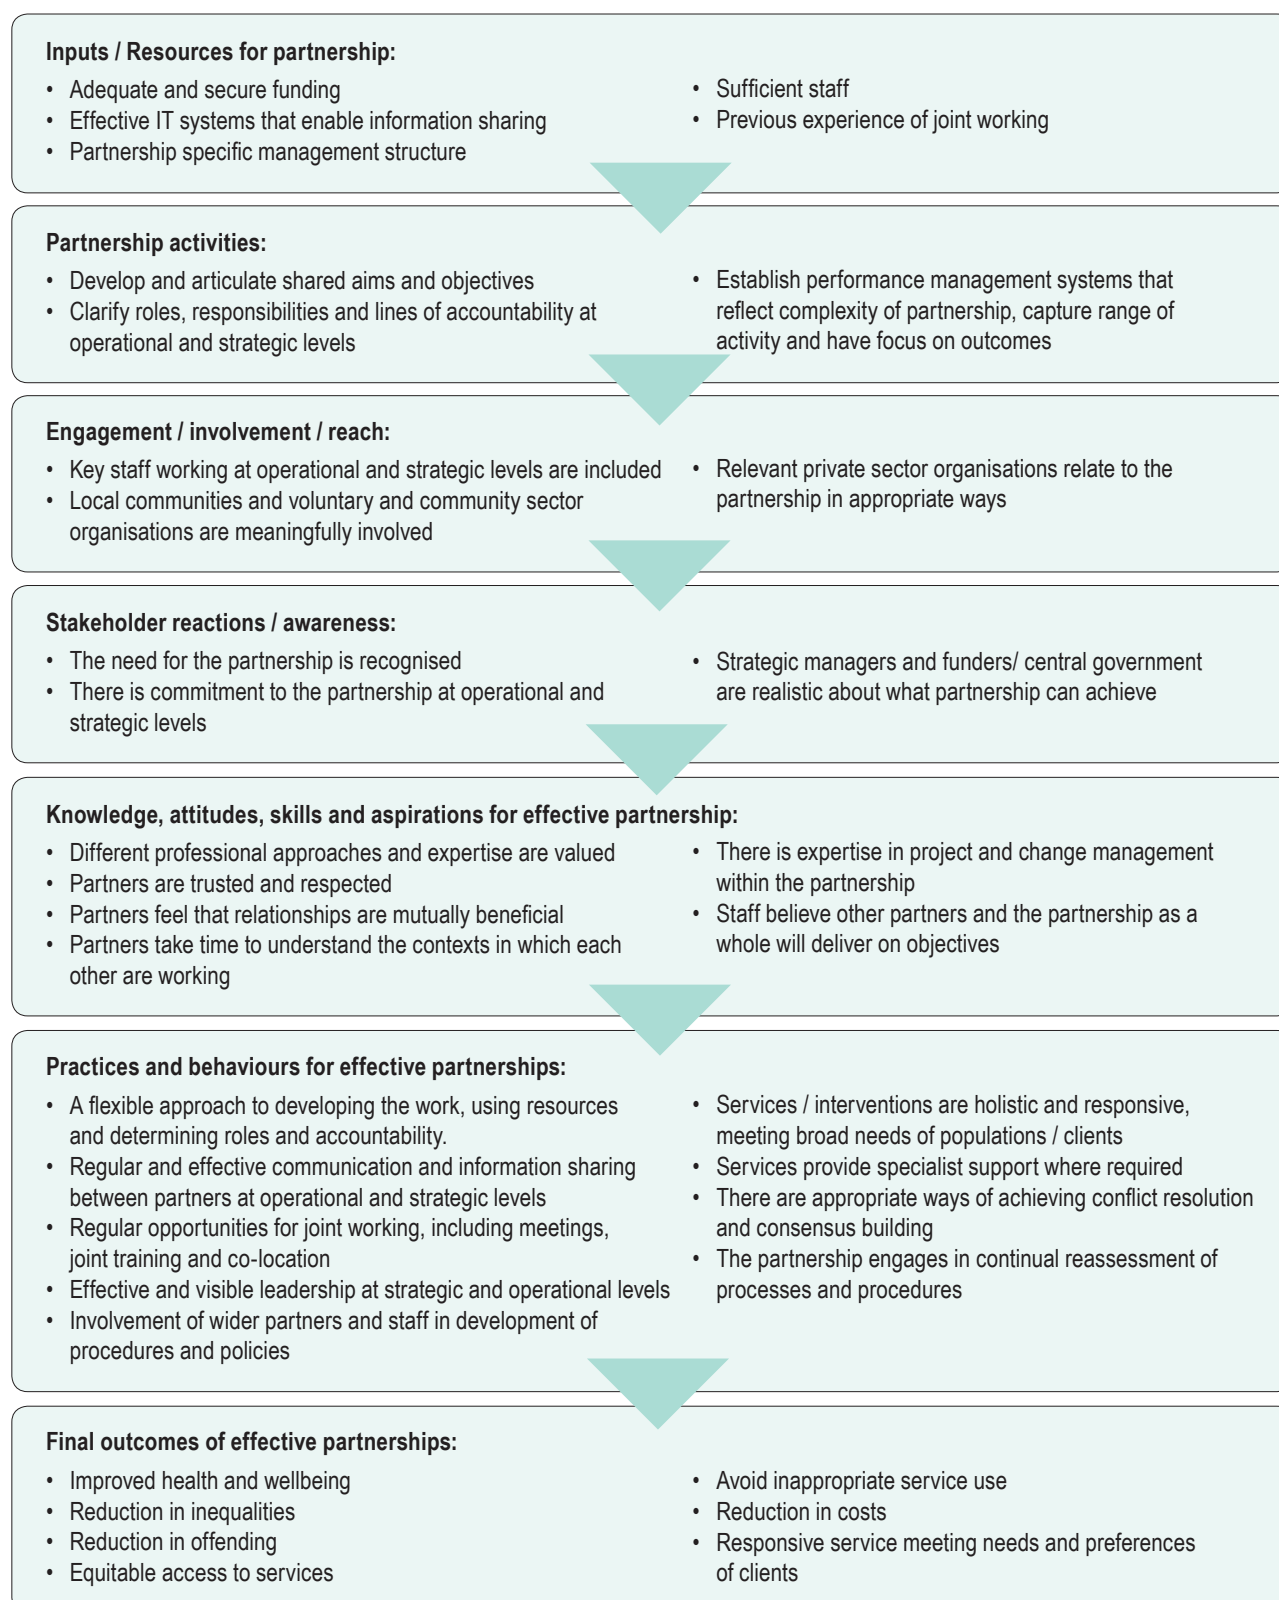 Inputs / Resources for partnership:
• Adequate and secure funding
• Effective IT systems that enable information sharing
• Partnership specific management structure
• Sufficient staff
• Previous experience of joint working
Partnership activities:
• Develop and articulate shared aims and objectives
• Clarify roles, responsibilities and lines of accountability at
operational and strategic levels
• Establish performance management systems that
reflect complexity of partnership, capture range of
activity and have focus on outcomes
Engagement / involvement / reach:
• Key staff working at operational and strategic levels are included
• Local communities and voluntary and community sector
organisations are meaningfully involved
• Relevant private sector organisations relate to the
partnership in appropriate ways
Stakeholder reactions / awareness:
• The need for the partnership is recognised
• There is commitment to the partnership at operational and
strategic levels
• Strategic managers and funders/ central government
are realistic about what partnership can achieve
Knowledge, attitudes, skills and aspirations for effective partnership:
• Different professional approaches and expertise are valued
• Partners are trusted and respected
• Partners feel that relationships are mutually beneficial
• Partners take time to understand the contexts in which each
other are working
• There is expertise in project and change management
within the partnership
• Staff believe other partners and the partnership as a
whole will deliver on objectives
Practices and behaviours for effective partnerships:
• A flexible approach to developing the work, using resources
and determining roles and accountability.
• Regular and effective communication and information sharing
between partners at operational and strategic levels
• Regular opportunities for joint working, including meetings,
joint training and co-location
• Effective and visible leadership at strategic and operational levels
• Involvement of wider partners and staff in development of
procedures and policies
• Services / interventions are holistic and responsive,
meeting broad needs of populations / clients
• Services provide specialist support where required
• There are appropriate ways of achieving conflict resolution
and consensus building
• The partnership engages in continual reassessment of
processes and procedures
Final outcomes of effective partnerships:
• Improved health and wellbeing
• Reduction in inequalities
• Reduction in offending
• Equitable access to services
• Avoid inappropriate service use
• Reduction in costs
• Responsive service meeting needs and preferences
of clients